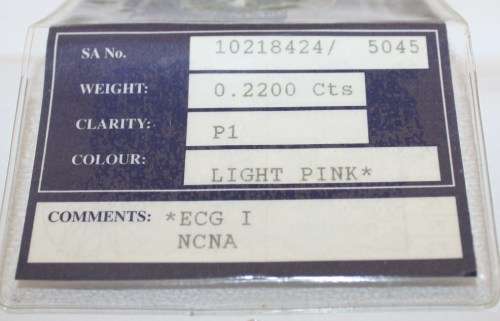 SA No. 10218424/ 5045
WEIGHT: 0.2200 Cts
CLARITY: P1
COLOUR: LIGHT PINK*
COMMENTS: *ECG I
NCNA